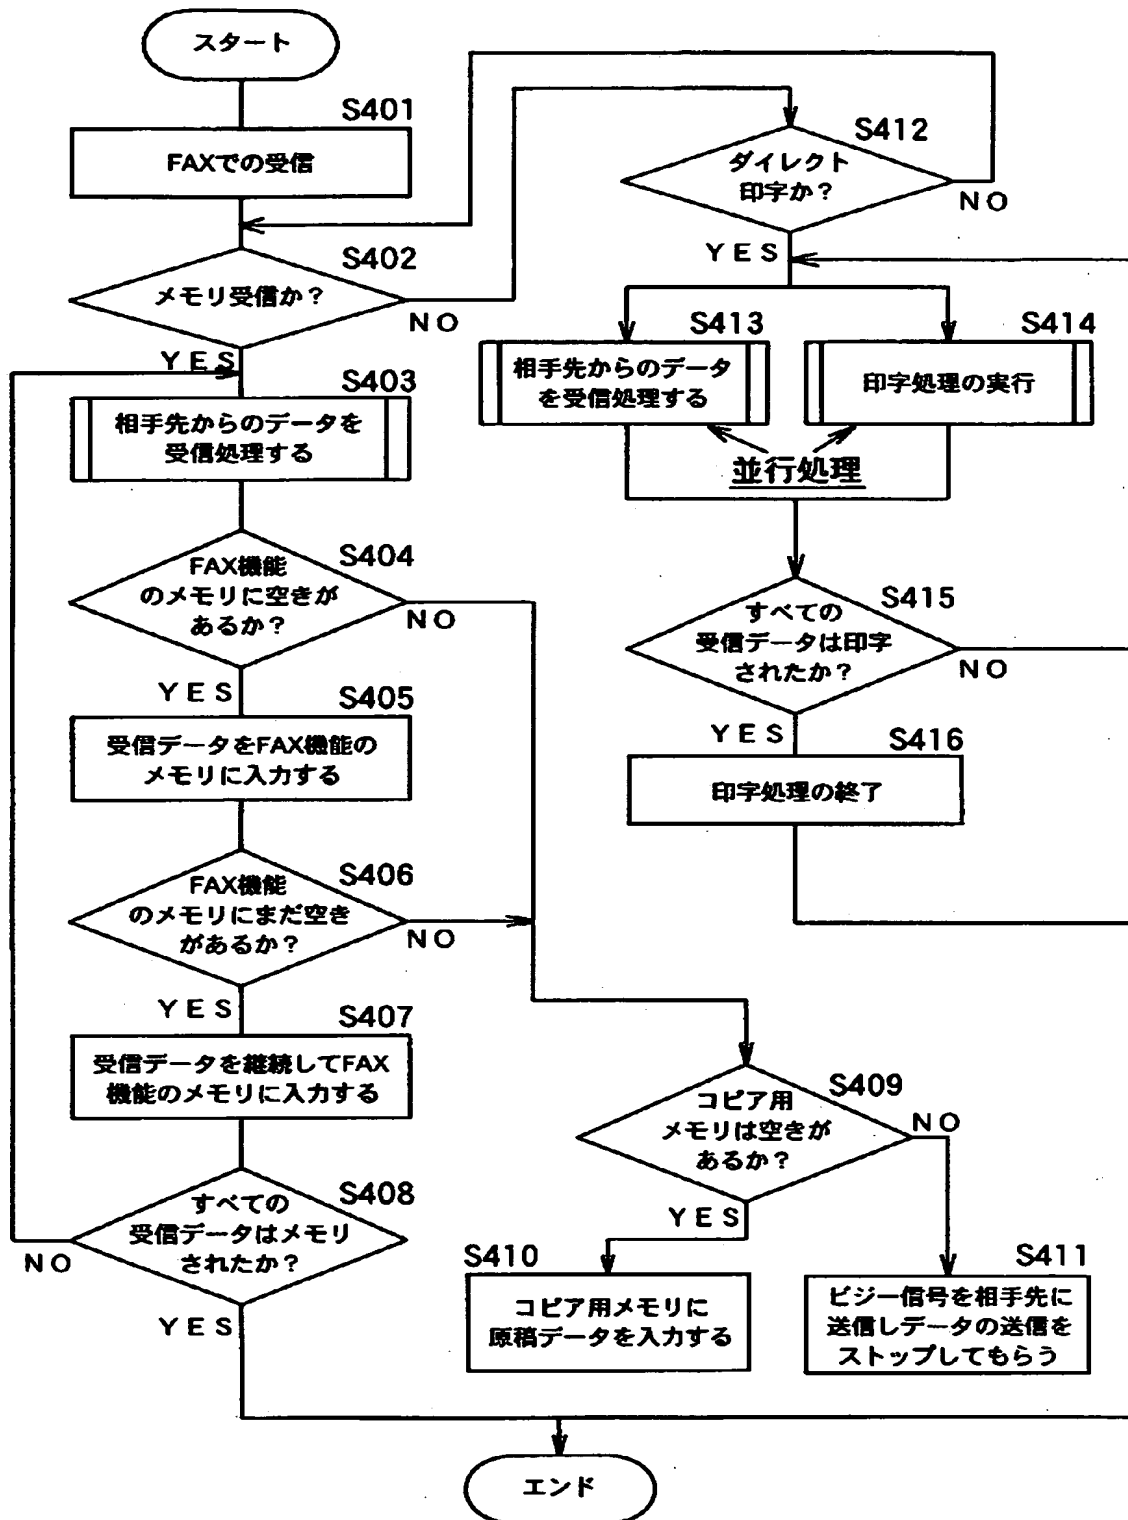 スタート
S401
FAXでの受信
S402
メモリ受信か?
NO
YES
S403
相手先からのデータを
受信処理する
S404
FAX機能
のメモリに空きが
あるか?
NO
YES
S405
受信データをFAX機能の
メモリに入力する
S406
FAX機能
のメモリにまだ空き
があるか?
NO
YES
S407
受信データを継続してFAX
機能のメモリに入力する
S408
すべての
受信データはメモリ
されたか?
NO
YES
S412
ダイレクト
印字か?
NO
YES
S413
相手先からのデータ
を受信処理する
S414
印字処理の実行
並行処理
S415
すべての
受信データは印字
されたか?
NO
YES
S416
印字処理の終了
S409
コピア用
メモリは空きが
あるか?
NO
YES
S410
コピア用メモリに
原稿データを入力する
S411
ビジー信号を相手先に
送信しデータの送信を
ストップしてもらう
エンド